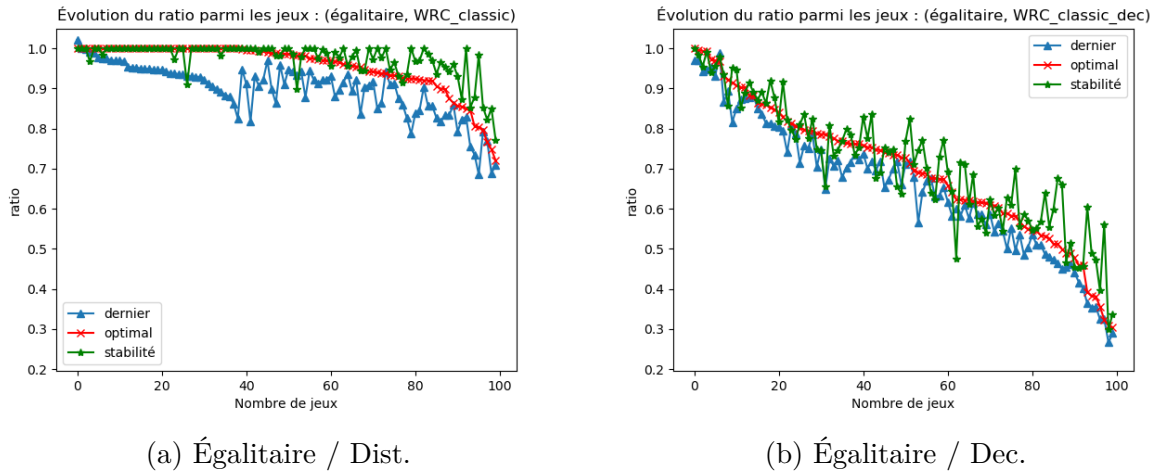 Évolution du ratio parmi les jeux : (égalitaire, WRC_classic)
1.0
0.9
0.8
0.7
0.6
0.5
0.4
0.3
0.2
ratio
dernier
optimal
stabilité
0 20 40 60 80 100
Nombre de jeux
(a) Égalitaire / Dist.
Évolution du ratio parmi les jeux : (égalitaire, WRC_classic_dec)
1.0
0.9
0.8
0.7
0.6
0.5
0.4
0.3
0.2
ratio
dernier
optimal
stabilité
0 20 40 60 80 100
Nombre de jeux
(b) Égalitaire / Dec.